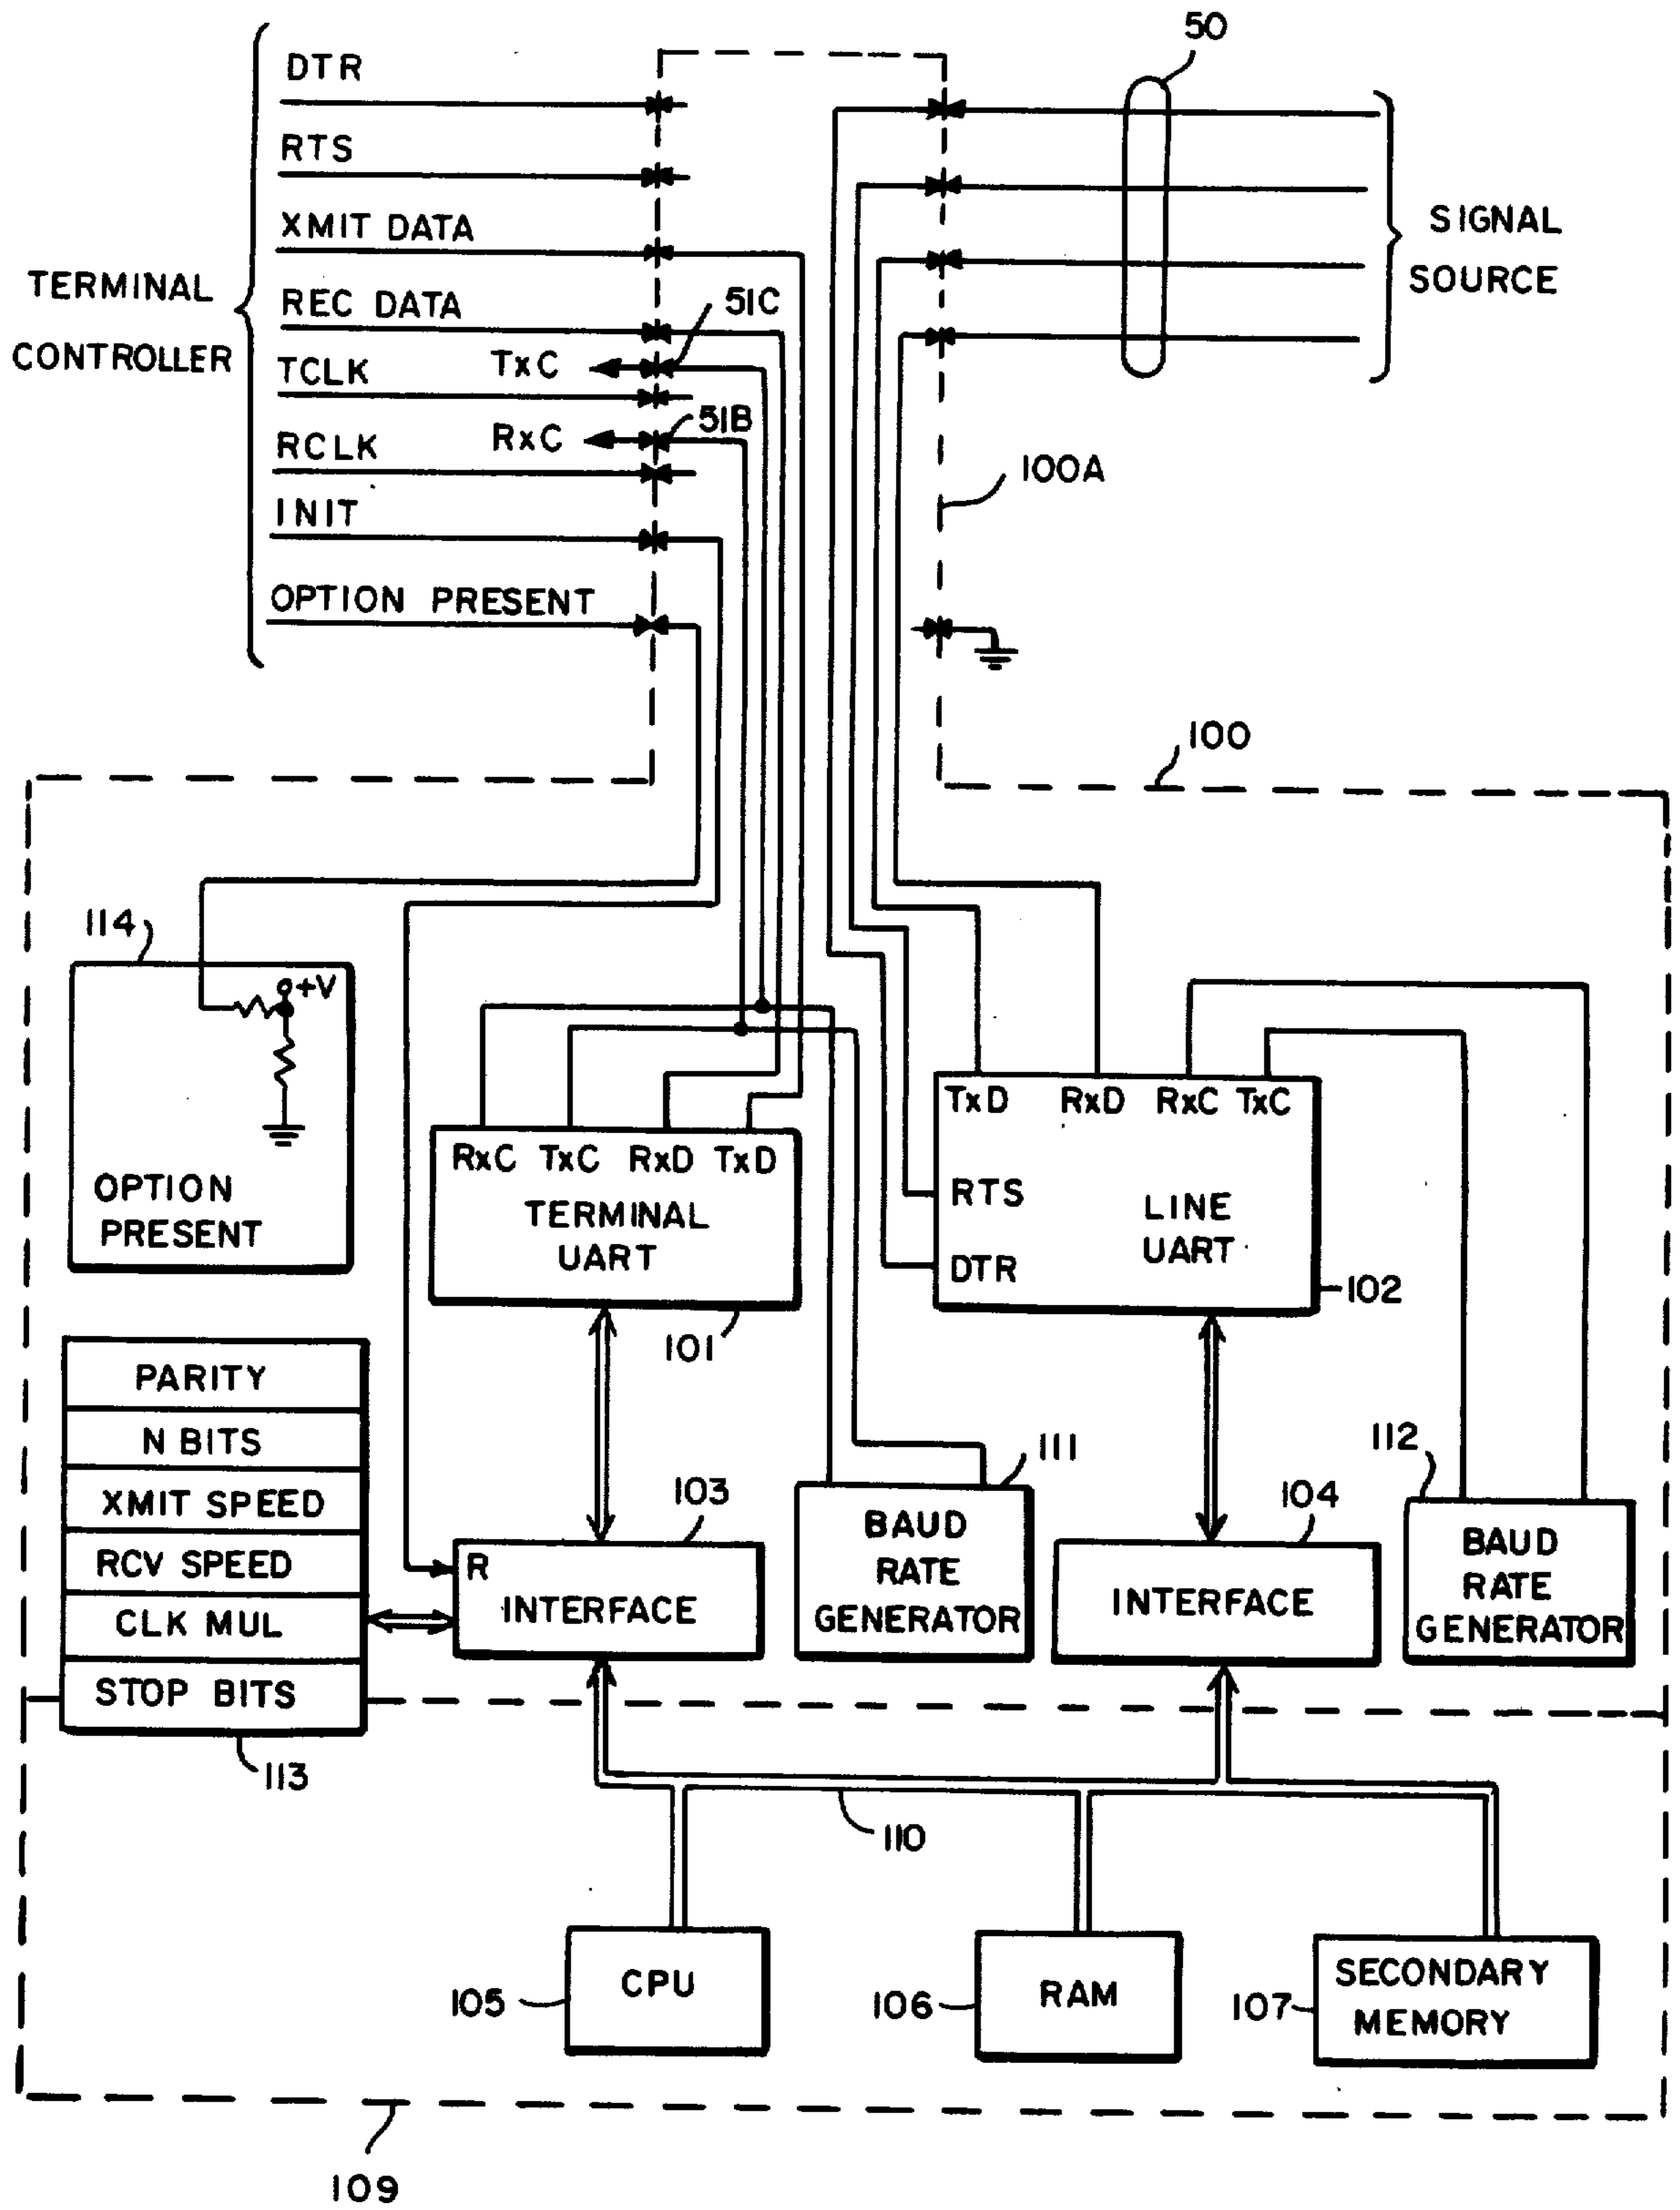 50
DTR
RTS
XMIT DATA
SIGNAL
SOURCE
TERMINAL
CONTROLLER
REC DATA
51C
TxC
TCLK
51B
RxC
RCLK
100A
INIT
OPTION PRESENT
100
114
+V
OPTION
PRESENT
RxC TxC RxD TxD
TERMINAL
UART
101
TxD RxD RxC TxC
RTS
DTR
LINE
UART
102
PARITY
N BITS
XMIT SPEED
RCV SPEED
CLK MUL
STOP BITS
113
103
R
INTERFACE
111
BAUD
RATE
GENERATOR
104
INTERFACE
112
BAUD
RATE
GENERATOR
110
CPU
105
RAM
106
SECONDARY
MEMORY
107
109